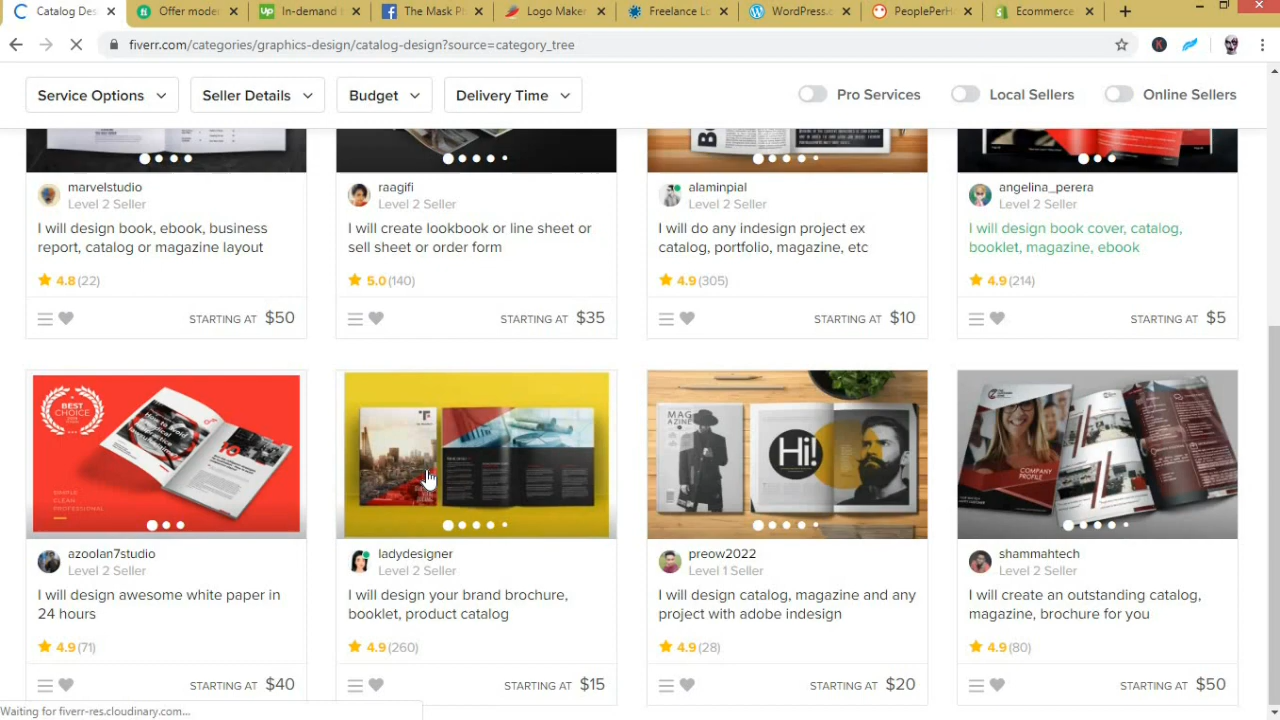 Catalog Des
Offer mode
In-demand
The Mask P
Logo Maker
Freelance L
WordPress.c
PeoplePerH
Ecommerce
fiverr.com/categories/graphics-design/catalog-design?source=category_tree
Service Options
Seller Details
Budget
Delivery Time
Pro Services
Local Sellers
Online Sellers
marvelstudio
Level 2 Seller
I will design book, ebook, business
report, catalog or magazine layout
4.8 (22)
STARTING AT $50
raagifi
Level 2 Seller
I will create lookbook or line sheet or
sell sheet or order form
5.0 (140)
STARTING AT $35
alaminpial
Level 2 Seller
I will do any indesign project ex
catalog, portfolio, magazine, etc
4.9 (305)
STARTING AT $10
angelina_perera
Level 2 Seller
I will design book cover, catalog,
booklet, magazine, ebook
4.9 (214)
STARTING AT $5
BEST
CHOICE
SIMPLE
CLEAN
PROFESSIONAL
azoolan7studio
Level 2 Seller
I will design awesome white paper in
24 hours
4.9 (71)
STARTING AT $40
ladydesigner
Level 2 Seller
I will design your brand brochure,
booklet, product catalog
4.9 (260)
STARTING AT $15
MAG
AZINE
Hi!
preow2022
Level 1 Seller
I will design catalog, magazine and any
project with adobe indesign
4.9 (28)
STARTING AT $20
COMPANY
PROFILE
shammahtech
Level 2 Seller
I will create an outstanding catalog,
magazine, brochure for you
4.9 (80)
STARTING AT $50
Waiting for fiverr-res.cloudinary.com...